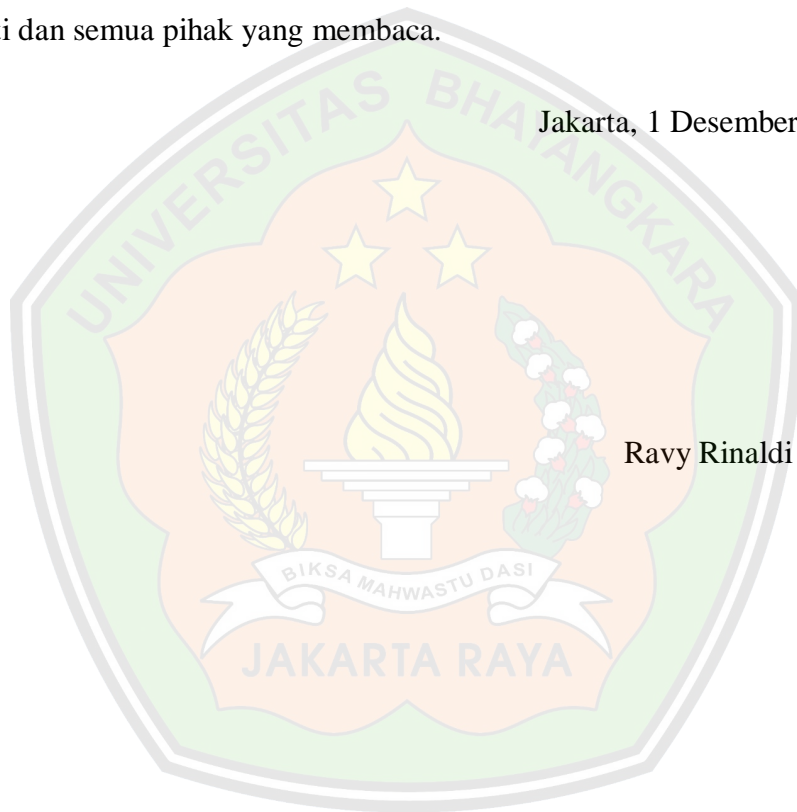 i dan semua pihak yang membaca.
Jakarta, 1 Desember
Ravy Rinaldi
UNIVERSITAS BHAYANGKARA
BIKSA MAHWASTU DASI
JAKARTA RAYA